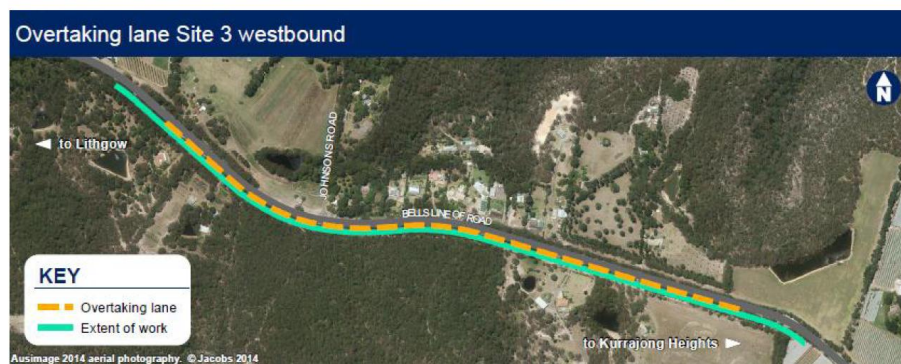 Overtaking lane Site 3 westbound
N
to Lithgow
JOHNSONS ROAD
BELLS LINE OF ROAD
KEY
Overtaking lane
Extent of work
to Kurrajong Heights
Ausimage 2014 aerial photography. © Jacobs 2014